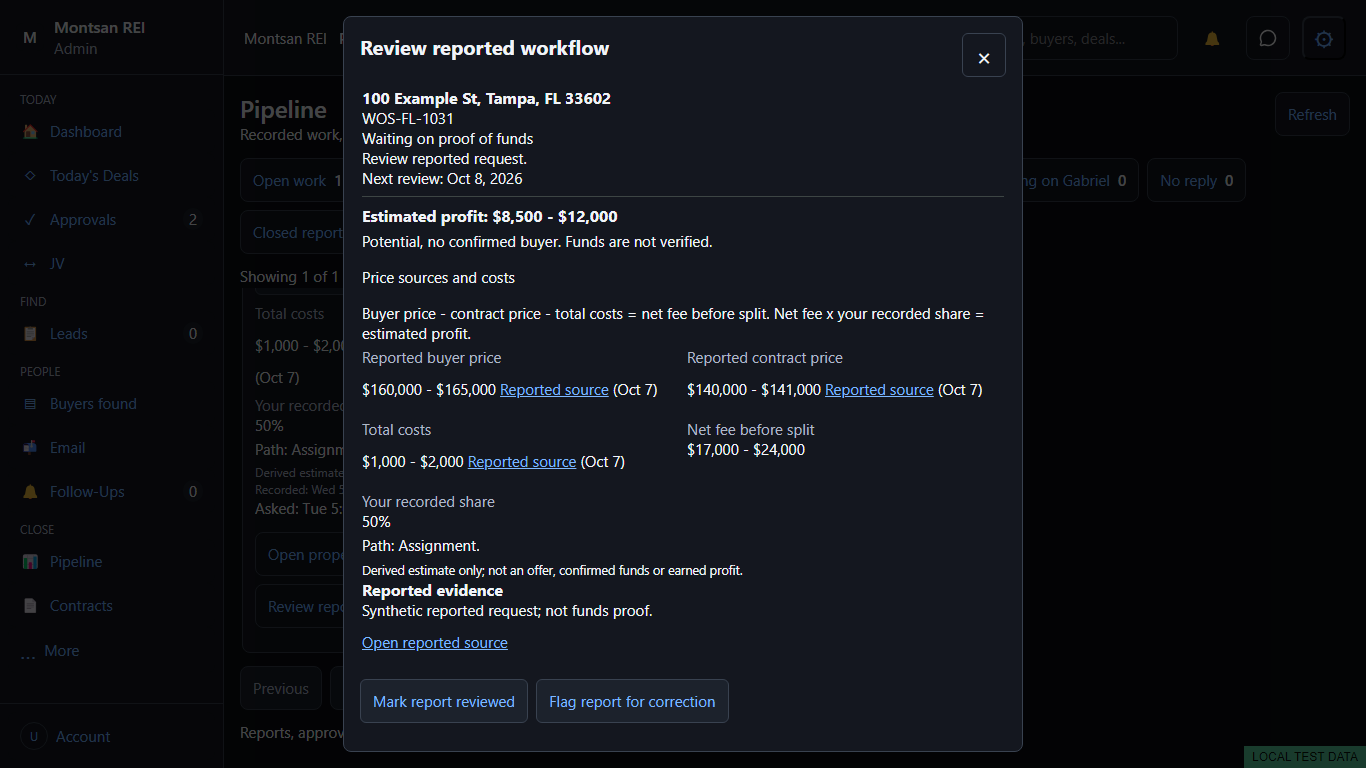 M
Montsan REI
Admin
TODAY
Dashboard
Today's Deals
Approvals 2
JV
FIND
Leads 0
PEOPLE
Buyers found
Email
Follow-Ups 0
CLOSE
Pipeline
Contracts
... More
U Account
Montsan REI
, buyers, deals...
Pipeline
Recorded work,
Refresh
Open work 1
ng on Gabriel 0
No reply 0
Closed report
Showing 1 of 1
Total costs
$1,000 - $2,00
(Oct 7)
Your recorded
50%
Path: Assignm
Derived estimate
Recorded: Wed 5
Asked: Tue 5:
Open prope
Review repo
Previous
Reports, approv
Review reported workflow
×
100 Example St, Tampa, FL 33602
WOS-FL-1031
Waiting on proof of funds
Review reported request.
Next review: Oct 8, 2026
Estimated profit: $8,500 - $12,000
Potential, no confirmed buyer. Funds are not verified.
Price sources and costs
Buyer price - contract price - total costs = net fee before split. Net fee x your recorded share =
estimated profit.
Reported buyer price
$160,000 - $165,000 Reported source (Oct 7)
Reported contract price
$140,000 - $141,000 Reported source (Oct 7)
Total costs
$1,000 - $2,000 Reported source (Oct 7)
Net fee before split
$17,000 - $24,000
Your recorded share
50%
Path: Assignment.
Derived estimate only; not an offer, confirmed funds or earned profit.
Reported evidence
Synthetic reported request; not funds proof.
Open reported source
Mark report reviewed
Flag report for correction
LOCAL TEST DATA